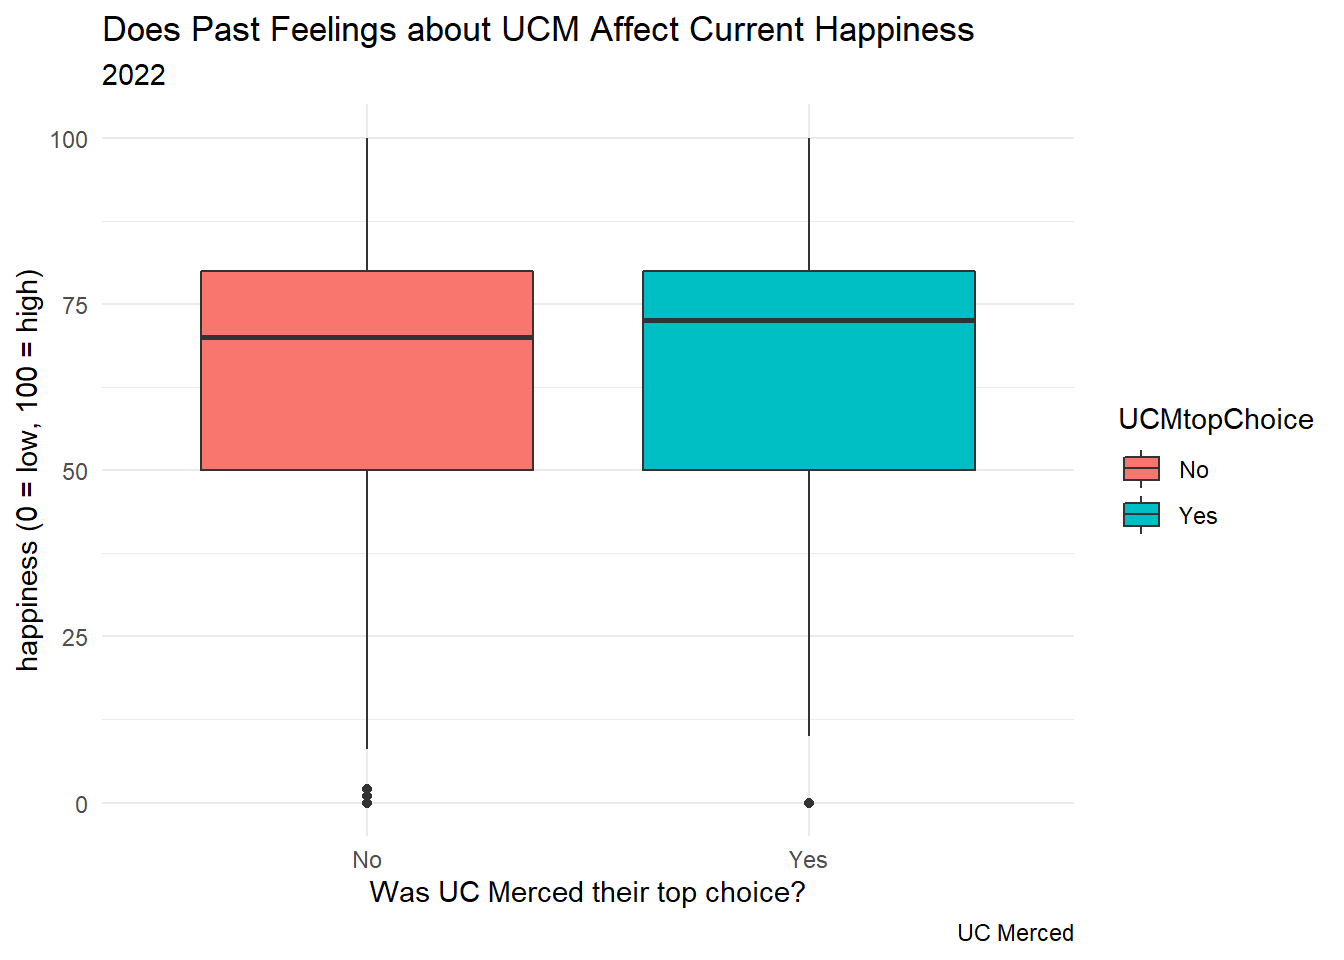 Does Past Feelings about UCM Affect Current Happiness
2022
happiness (0 = low, 100 = high)
100
75
50
25
0
No
Yes
Was UC Merced their top choice?
UCMtopChoice
No
Yes
UC Merced